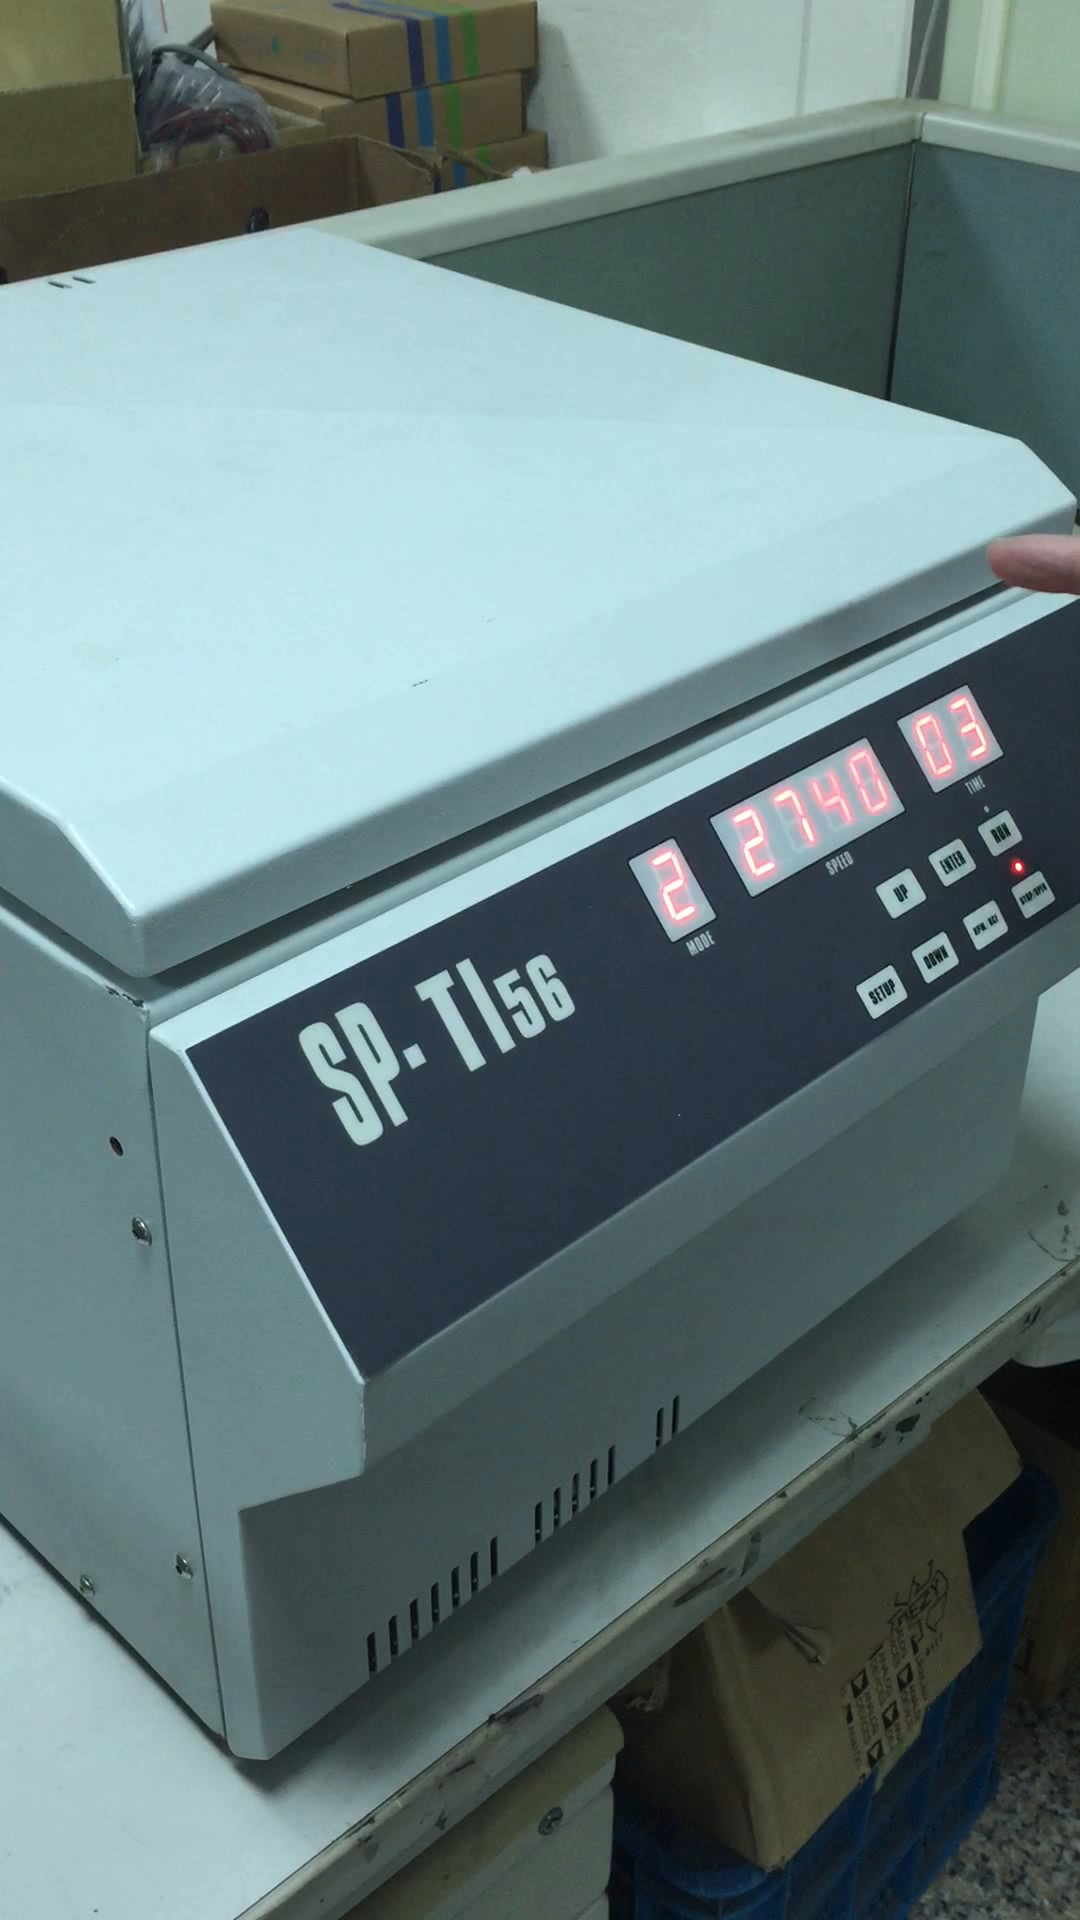 03
TIME
2740
SPEED
2
MODE
RUN
ENTER
UP
STOP/OPEN
RPM/RCF
DOWN
SETUP
SP-TI56